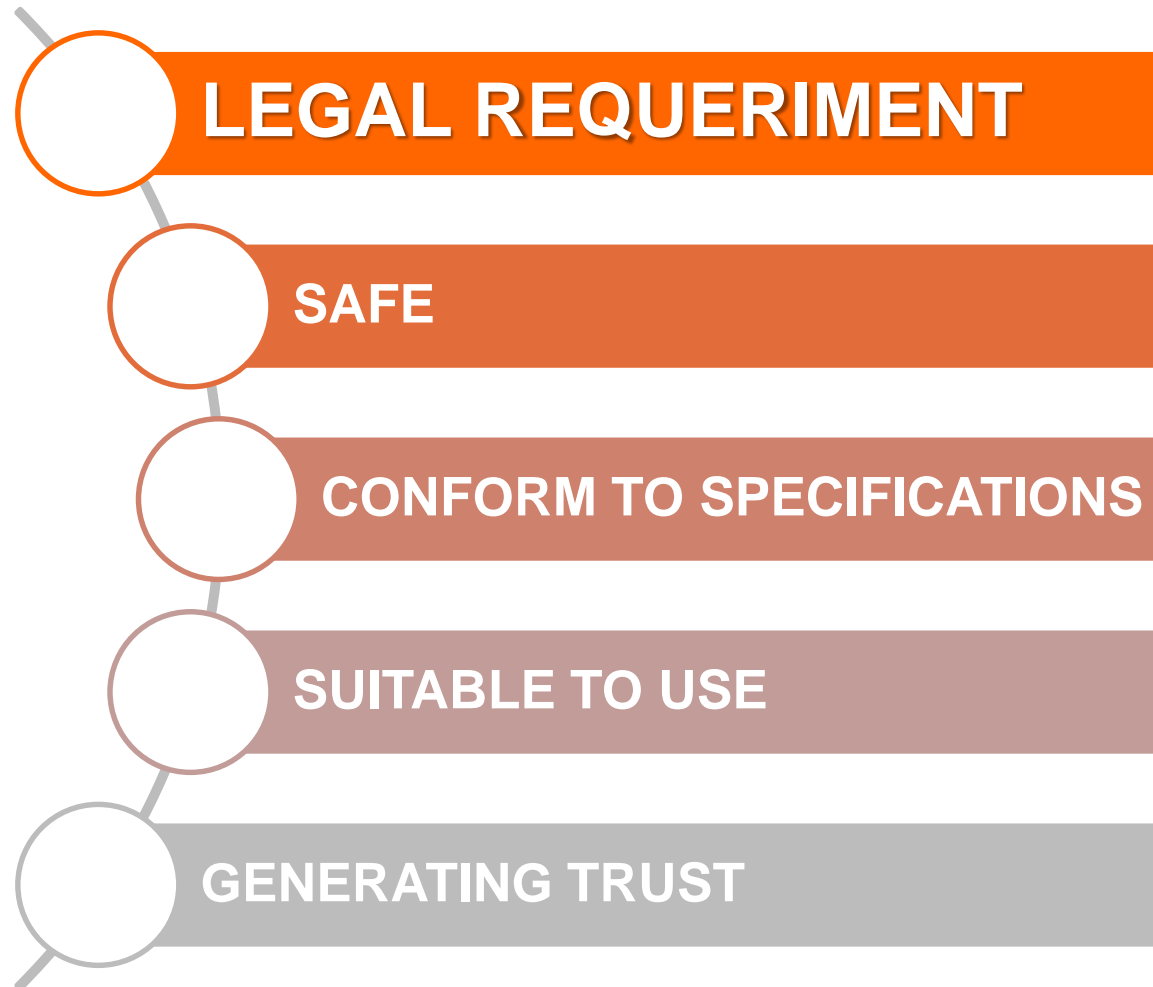 LEGAL REQUERIMENT
SAFE
CONFORM TO SPECIFICATIONS
SUITABLE TO USE
GENERATING TRUST